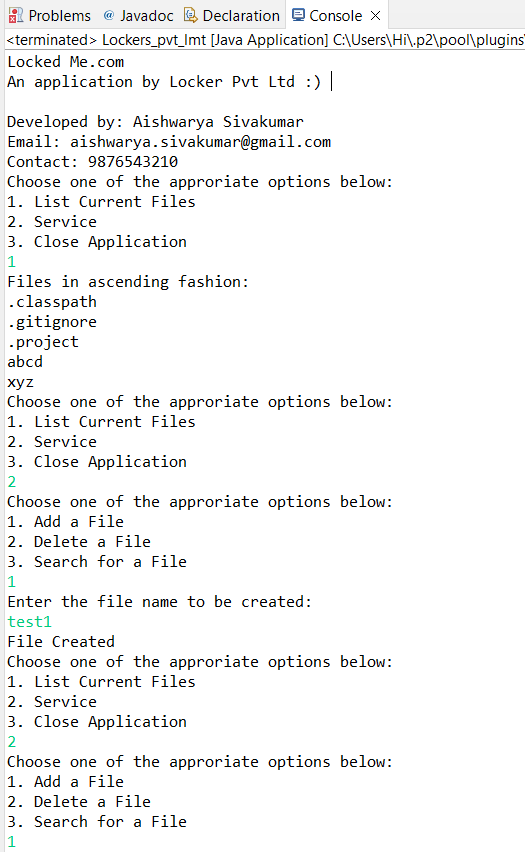 Problems @ Javadoc Declaration Console
<terminated> Lockers_pvt_lmt [Java Application] C:\Users\Hi\.p2\pool\plugins\
Locked Me.com
An application by Locker Pvt Ltd :)
Developed by: Aishwarya Sivakumar
Email: aishwarya.sivakumar@gmail.com
Contact: 9876543210
Choose one of the approriate options below:
1. List Current Files
2. Service
3. Close Application
1
Files in ascending fashion:
.classpath
.gitignore
.project
abcd
xyz
Choose one of the approriate options below:
1. List Current Files
2. Service
3. Close Application
2
Choose one of the approriate options below:
1. Add a File
2. Delete a File
3. Search for a File
1
Enter the file name to be created:
test1
File Created
Choose one of the approriate options below:
1. List Current Files
2. Service
3. Close Application
2
Choose one of the approriate options below:
1. Add a File
2. Delete a File
3. Search for a File
1